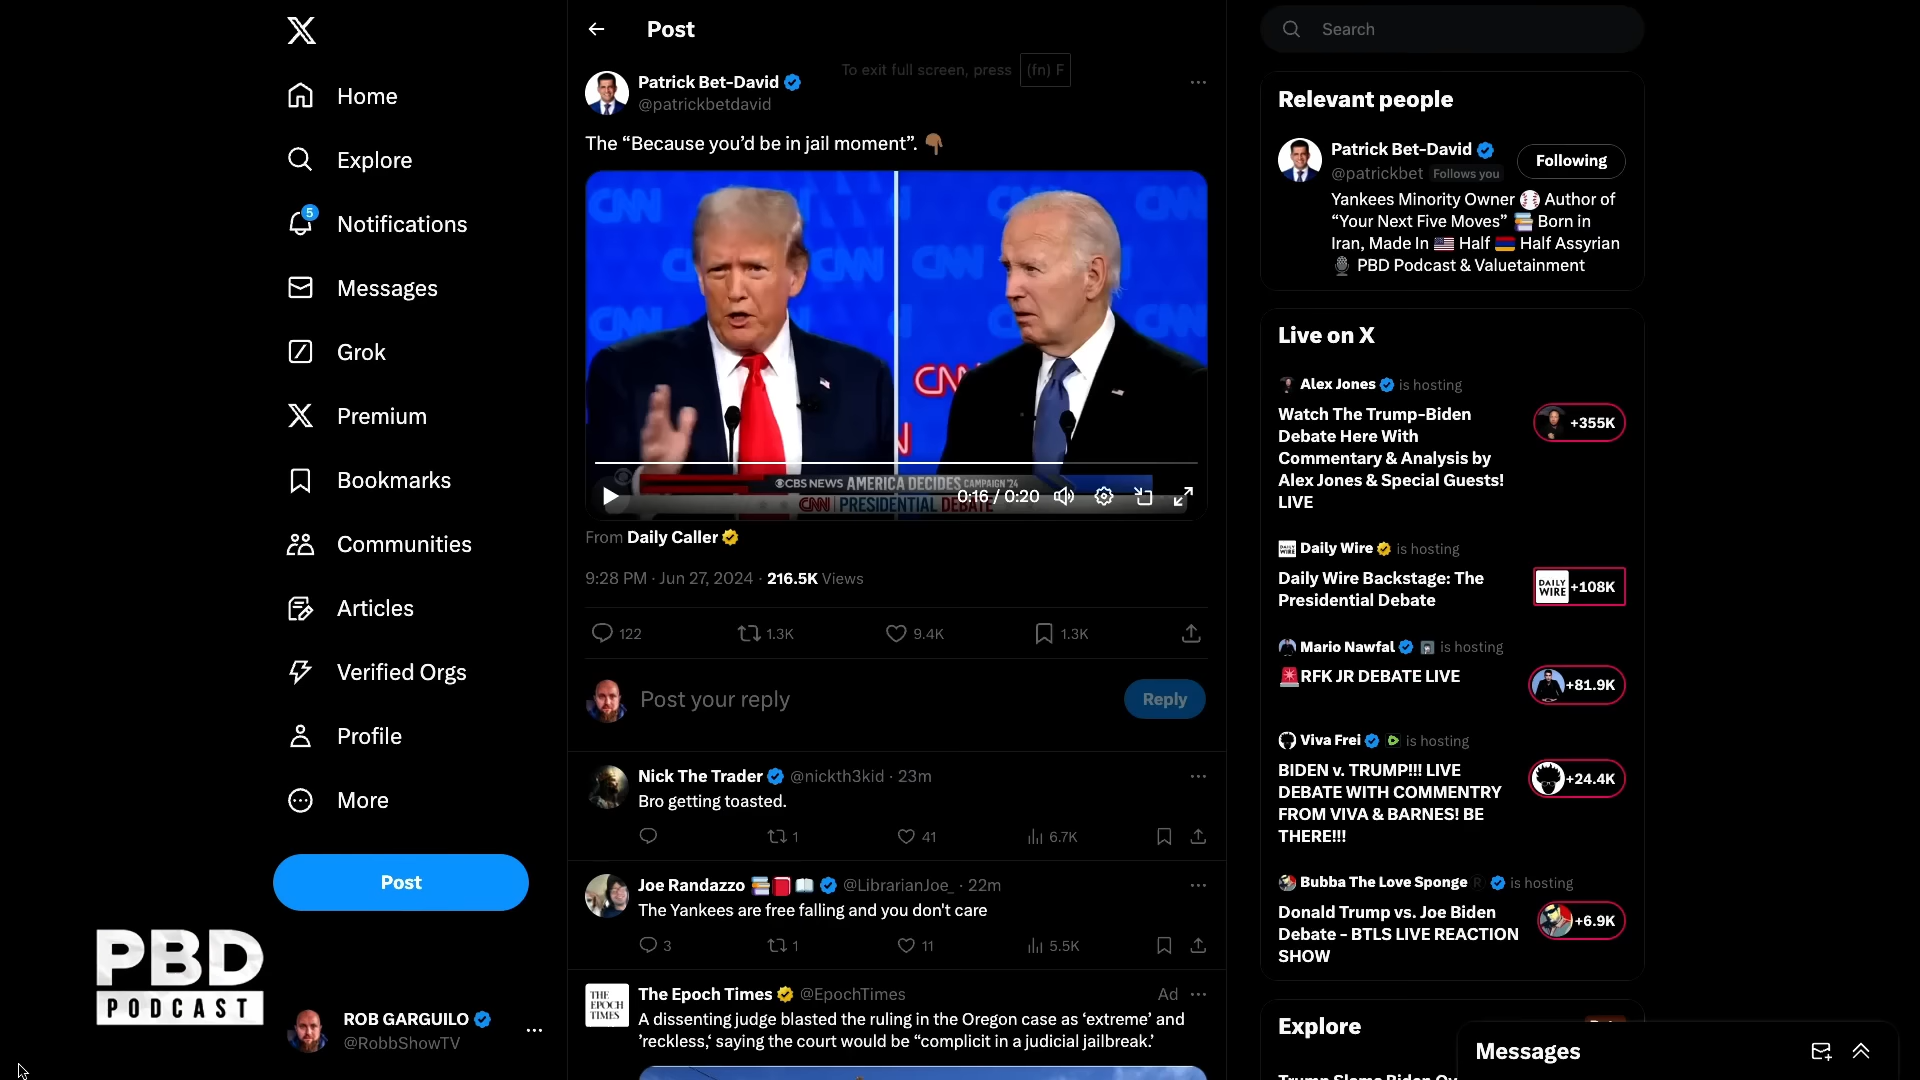 Home
Explore
5
Notifications
Messages
Grok
Premium
Bookmarks
Communities
Articles
Verified Orgs
Profile
More
Post
PBD
PODCAST
ROB GARGUILO
@RobbShowTV
Post
To exit full screen, press (fn) F
Patrick Bet-David
@patrickbetdavid
The “Because you’d be in jail moment”. 👇🏾
CNN
CNN
CNN
CNN
CNN
CNN
CNN
CBS NEWS AMERICA DECIDES CAMPAIGN '24
CNN PRESIDENTIAL DEBATE
0:16 / 0:20
From Daily Caller
9:28 PM · Jun 27, 2024 · 216.5K Views
122 1.3K 9.4K 1.3K
Post your reply
Reply
Nick The Trader @nickth3kid · 23m
Bro getting toasted.
1 41 6.7K
Joe Randazzo 📚📕📖 @LibrarianJoe_ · 22m
The Yankees are free falling and you don't care
3 1 11 5.5K
THE
EPOCH
TIMES
The Epoch Times @EpochTimes Ad
A dissenting judge blasted the ruling in the Oregon case as ‘extreme’ and
'reckless,‘ saying the court would be “complicit in a judicial jailbreak.’
Search
Relevant people
Patrick Bet-David
@patrickbet Follows you
Following
Yankees Minority Owner ⚾ Author of
“Your Next Five Moves” 📚 Born in
Iran, Made In 🇺🇸 Half 🇦🇲 Half Assyrian
🎙 PBD Podcast & Valuetainment
Live on X
Alex Jones is hosting
Watch The Trump-Biden
Debate Here With
Commentary & Analysis by
Alex Jones & Special Guests!
LIVE
+355K
Daily Wire is hosting
Daily Wire Backstage: The
Presidential Debate
DAILY
WIRE
+108K
Mario Nawfal is hosting
🚨RFK JR DEBATE LIVE
+81.9K
Viva Frei is hosting
BIDEN v. TRUMP!!! LIVE
DEBATE WITH COMMENTRY
FROM VIVA & BARNES! BE
THERE!!!
+24.4K
Bubba The Love Sponge R is hosting
Donald Trump vs. Joe Biden
Debate - BTLS LIVE REACTION
SHOW
+6.9K
Explore
Messages